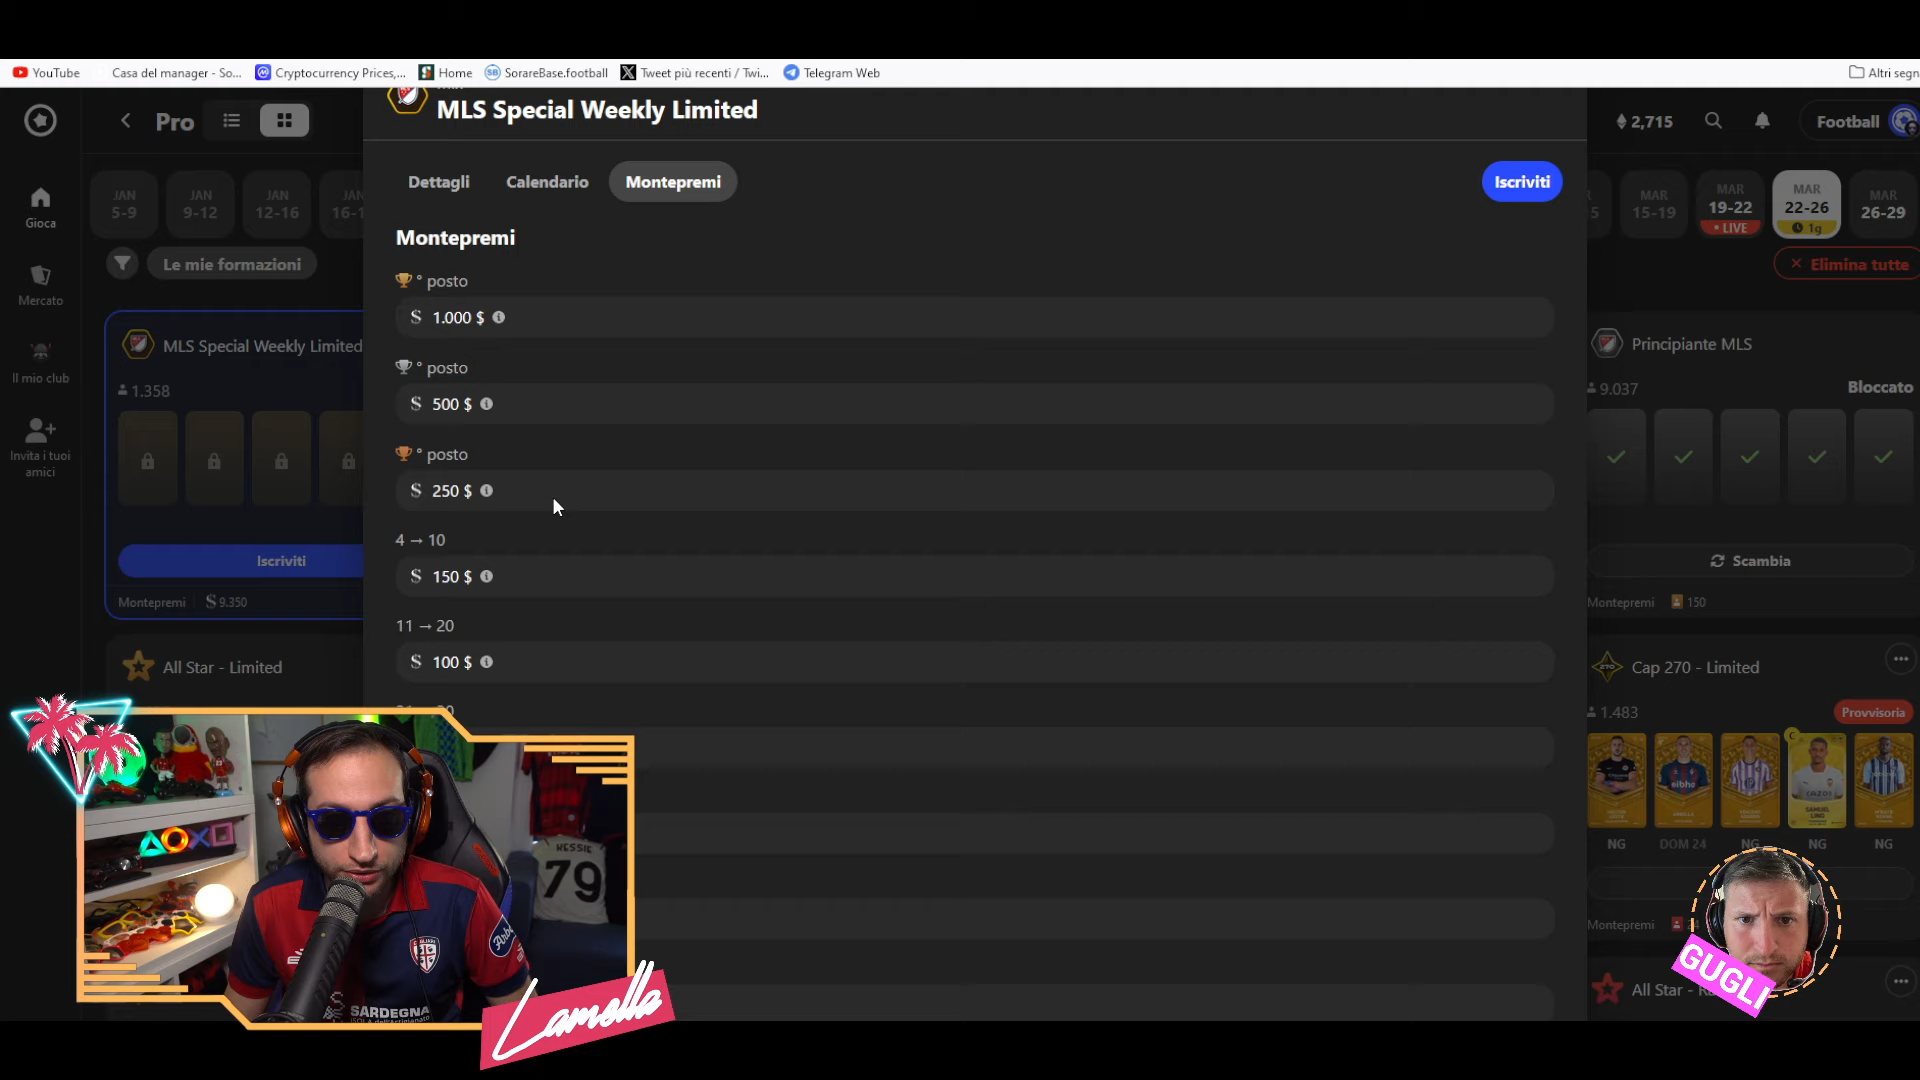 YouTube
Casa del manager - So...
Cryptocurrency Prices,...
Home
SorareBase.football
Tweet più recenti / Twi...
Telegram Web
Altri segn
Pro
MLS Special Weekly Limited
2,715
Football
Dettagli
Calendario
Montepremi
Iscriviti
JAN
5-9
JAN
9-12
JAN
12-16
JAN
16-1
MAR
15-19
MAR
19-22
LIVE
MAR
22-26
1g
MAR
26-29
Gioca
Mercato
Il mio club
Invita i tuoi
amici
Le mie formazioni
Elimina tutte
MLS Special Weekly Limited
1.358
Iscriviti
Montepremi
9.350
All Star - Limited
Montepremi
° posto
1.000 $
° posto
500 $
° posto
250 $
4 → 10
150 $
11 → 20
100 $
Principiante MLS
9.037
Bloccato
Scambia
Montepremi
150
Cap 270 - Limited
1.483
Provvisoria
NG
DOM 24
NG
NG
NG
Montepremi
All Star - R
KESSIE
79
SARDEGNA
Lamella
GUGLI